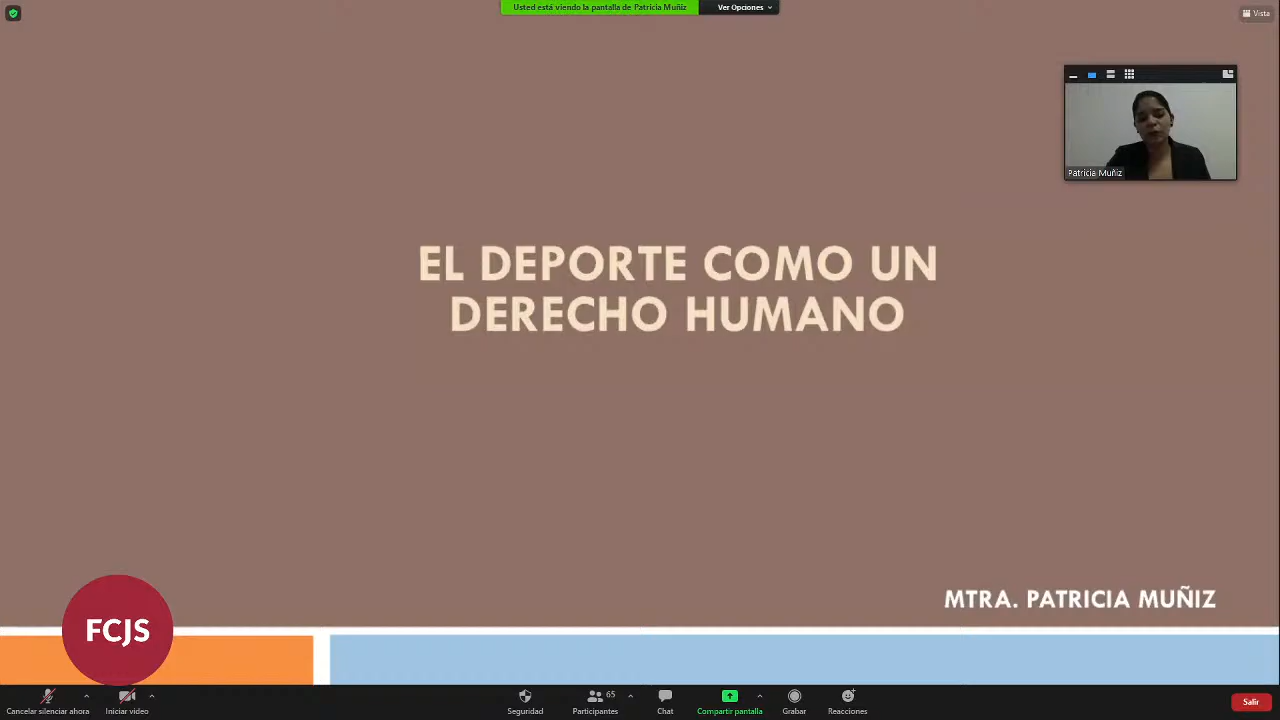 Usted está viendo la pantalla de Patricia Muñiz
Ver Opciones
Vista
Patricia Muñiz
EL DEPORTE COMO UN
DERECHO HUMANO
MTRA. PATRICIA MUÑIZ
FCJS
Cancelar silenciar ahora
Iniciar video
Seguridad
65
Participantes
Chat
Compartir pantalla
Grabar
Reacciones
Salir